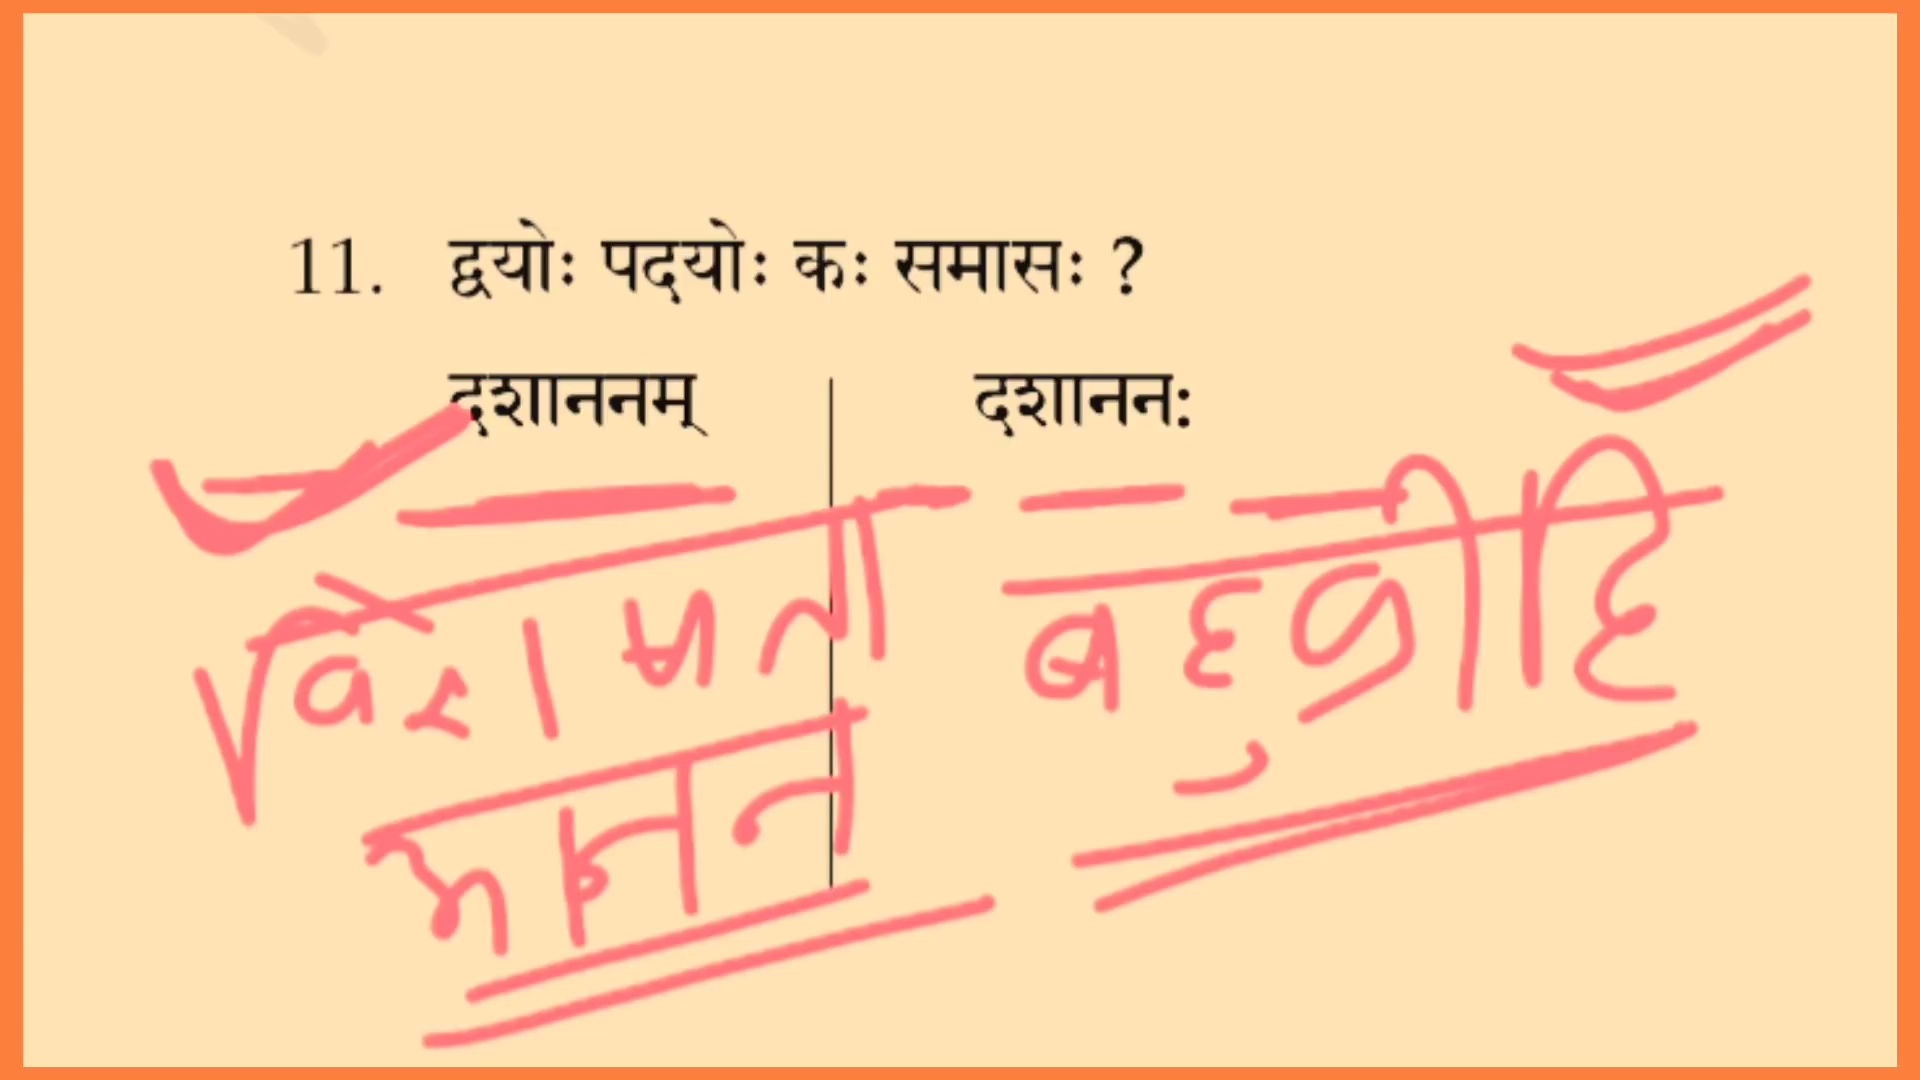 11. द्वयोः पदयोः कः समासः ?
दशाननम् दशानन:
बहुव्रीहि